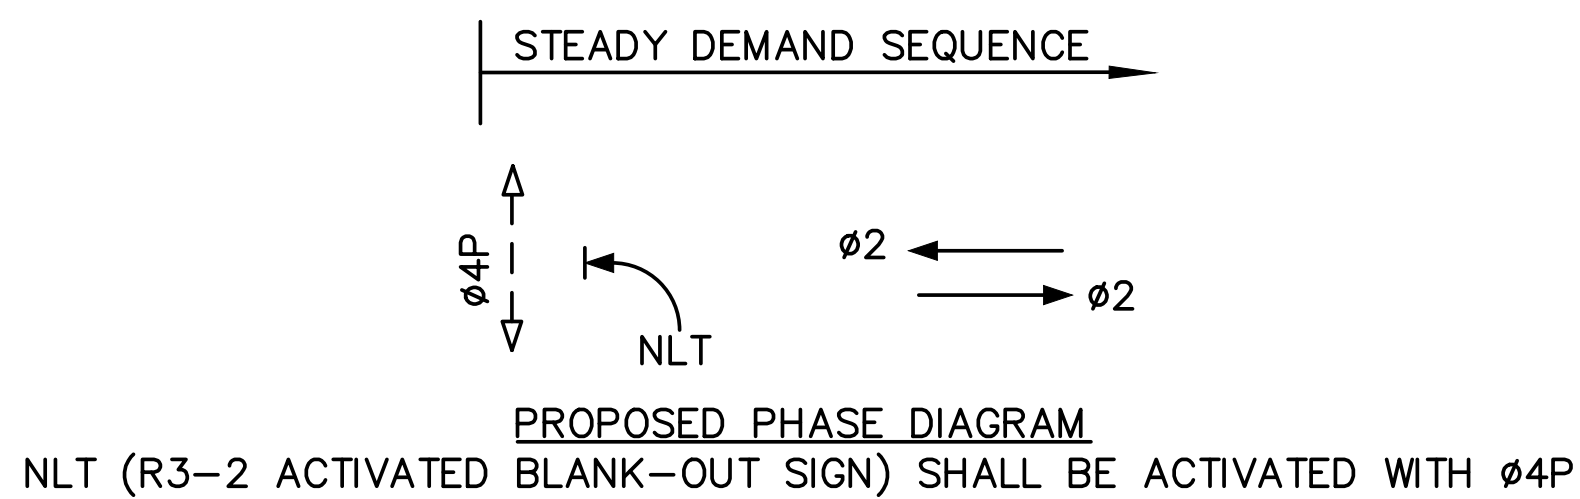 STEADY DEMAND SEQUENCE
ø4P
ø2
ø2
NLT
PROPOSED PHASE DIAGRAM
NLT (R3-2 ACTIVATED BLANK-OUT SIGN) SHALL BE ACTIVATED WITH ø4P